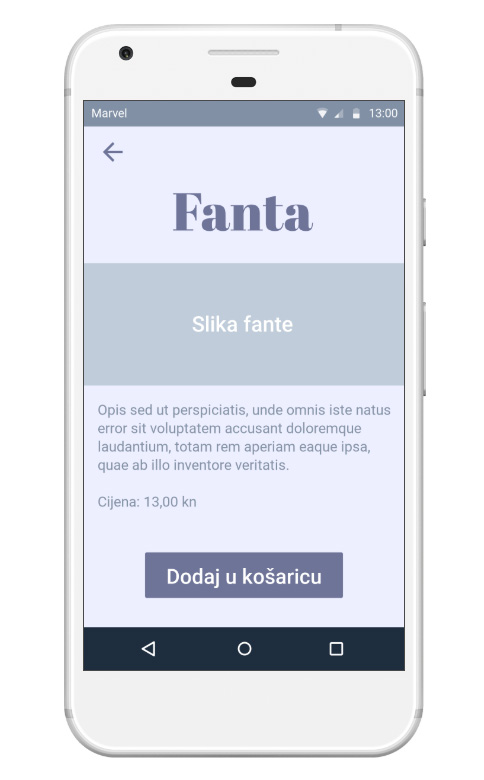 Marvel 13:00
Fanta
Slika fante
Opis sed ut perspiciatis, unde omnis iste natus
error sit voluptatem accusant doloremque
laudantium, totam rem aperiam eaque ipsa,
quae ab illo inventore veritatis.
Cijena: 13,00 kn
Dodaj u košaricu